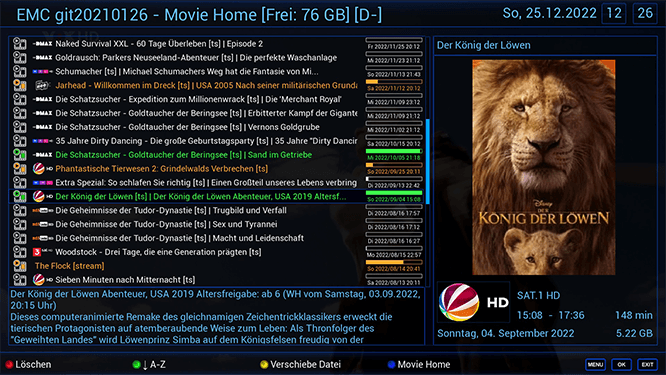 EMC git20210126 - Movie Home [Frei: 76 GB] [D-]
So, 25.12.2022
12
26
DMAX Naked Survival XXL - 60 Tage Überleben [ts] | Episode 2
Fr 2022/11/25 20:12
DMAX Goldrausch: Parkers Neuseeland-Abenteuer [ts] | Die perfekte Waschanlage
Mi 2022/11/23 21:12
Schumacher [ts] | Michael Schumachers Weg hat die Fantasie von Mi...
So 2022/11/13 21:43
Jarhead - Willkommen im Dreck [ts] | USA 2005 Nach seiner militärischen Grundaus
Sa 2022/11/12 20:12
DMAX Die Schatzsucher - Expedition zum Millionenwrack [ts] | Die 'Merchant Royal'
Mi 2022/11/09 23:12
DMAX Die Schatzsucher - Goldtaucher der Beringsee [ts] | Erbitterter Kampf der Gigante
Mi 2022/11/09 22:12
DMAX Die Schatzsucher - Goldtaucher der Beringsee [ts] | Vernons Goldgrube
Mi 2022/11/02 22:12
35 Jahre Dirty Dancing - Die große Geburtstagsparty [ts] | 35 Jahre "Dirty Dancing
Sa 2022/10/15 20:12
DMAX Die Schatzsucher - Goldtaucher der Beringsee [ts] | Sand im Getriebe
Mi 2022/10/05 21:18
HD Phantastische Tierwesen 2: Grindelwalds Verbrechen [ts]
So 2022/09/25 20:11
Extra Spezial: So schlafen Sie richtig [ts] | Einen Großteil unseres Lebens verbring
Di 2022/09/13 22:42
HD Der König der Löwen [ts] | Der König der Löwen Abenteuer, USA 2019 Altersf...
So 2022/09/04 15:08
Die Geheimnisse der Tudor-Dynastie [ts] | Trugbild und Verfall
Di 2022/08/16 17:57
Die Geheimnisse der Tudor-Dynastie [ts] | Sex und Tyrannei
Di 2022/08/16 17:12
Die Geheimnisse der Tudor-Dynastie [ts] | Macht und Leidenschaft
Di 2022/08/16 16:27
Woodstock - Drei Tage, die eine Generation prägten [ts]
Mo 2022/08/15 22:57
The Flock [stream]
So 2022/08/14 20:41
HD Sieben Minuten nach Mitternacht [ts]
Sa 2022/08/13 20:11
Der König der Löwen Abenteuer, USA 2019 Altersfreigabe: ab 6 (WH vom Samstag, 03.09.2022,
20:15 Uhr)
Dieses computeranimierte Remake des gleichnamigen Zeichentrickklassikers erweckt die
tierischen Protagonisten auf atemberaubende Weise zum Leben: Als Thronfolger des
"Geweihten Landes" wird Löwenprinz Simba auf dem Königsfelsen freudig von der
Der König der Löwen
Disney
DER
KÖNIG DER LÖWEN
HD
SAT.1 HD
15:08 - 17:36
148 min
Sonntag, 04. September 2022
5.22 GB
Löschen
↓ A-Z
Verschiebe Datei
Movie Home
MENU
OK
EXIT